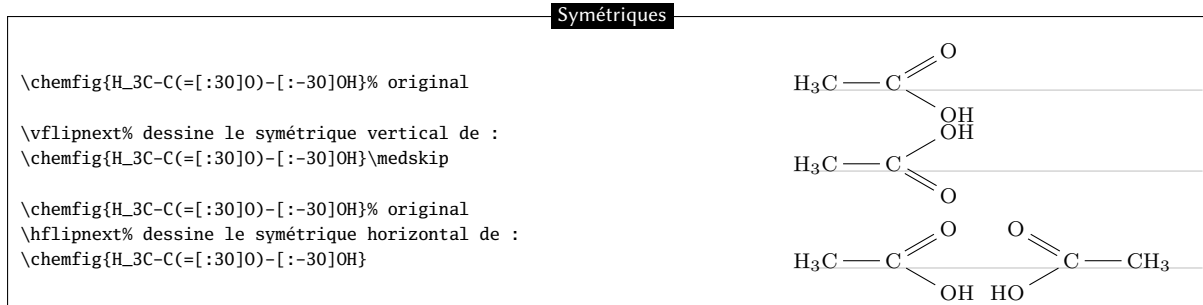 Symétriques
\chemfig{H_3C-C(=[:30]O)-[:-30]OH}% original
\vflipnext% dessine le symétrique vertical de :
\chemfig{H_3C-C(=[:30]O)-[:-30]OH}\medskip
\chemfig{H_3C-C(=[:30]O)-[:-30]OH}% original
\hflipnext% dessine le symétrique horizontal de :
\chemfig{H_3C-C(=[:30]O)-[:-30]OH}
O
H₃C C
OH
OH
H₃C C
O
O O
H₃C C C CH₃
OH HO